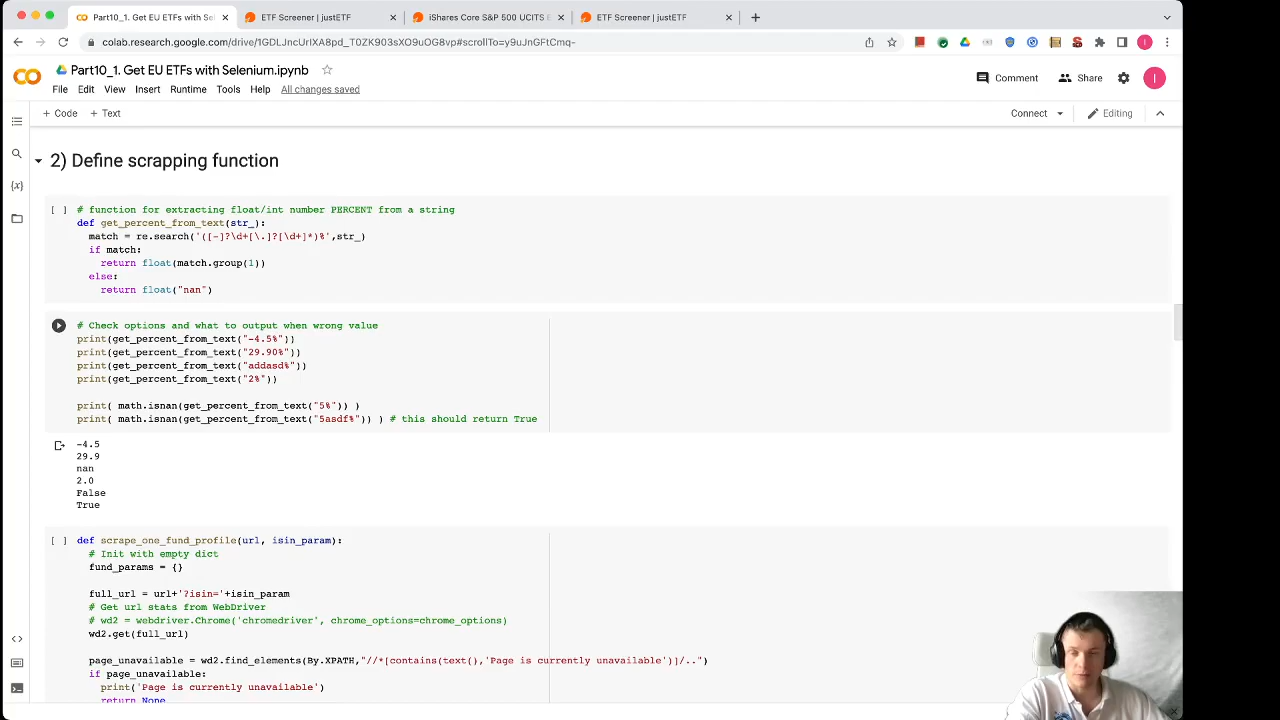 Part10_1. Get EU ETFs with Sel
ETF Screener | justETF
iShares Core S&P 500 UCITS E
ETF Screener | justETF
colab.research.google.com/drive/1GDL_IncUrIXA8pd_TQZK903sXO9uOG8vp#scrollTo=y9uJnGFtCmq-
Part10_1. Get EU ETFs with Selenium.ipynb
File Edit View Insert Runtime Tools Help All changes saved
Comment
Share
I
+ Code + Text
Connect
Editing
2) Define scrapping function
[ ] # function for extracting float/int number PERCENT from a string
def get_percent_from_text(str_):
match = re.search('([-]?\d+[\.]?[\d+]*)%',str_)
if match:
return float(match.group(1))
else:
return float("nan")
# Check options and what to output when wrong value
print(get_percent_from_text("-4.5%"))
print(get_percent_from_text("29.90%"))
print(get_percent_from_text("addasd%"))
print(get_percent_from_text("2%"))
print( math.isnan(get_percent_from_text("5%")) )
print( math.isnan(get_percent_from_text("5asdf%")) ) # this should return True
-4.5
29.9
nan
2.0
False
True
[ ] def scrape_one_fund_profile(url, isin_param):
# Init with empty dict
fund_params = {}
full_url = url+'?isin='+isin_param
# Get url stats from WebDriver
# wd2 = webdriver.Chrome('chromedriver', chrome_options=chrome_options)
wd2.get(full_url)
page_unavailable = wd2.find_elements(By.XPATH,"//*[contains(text(),'Page is currently unavailable')]/..")
if page_unavailable:
print('Page is currently unavailable')
return None